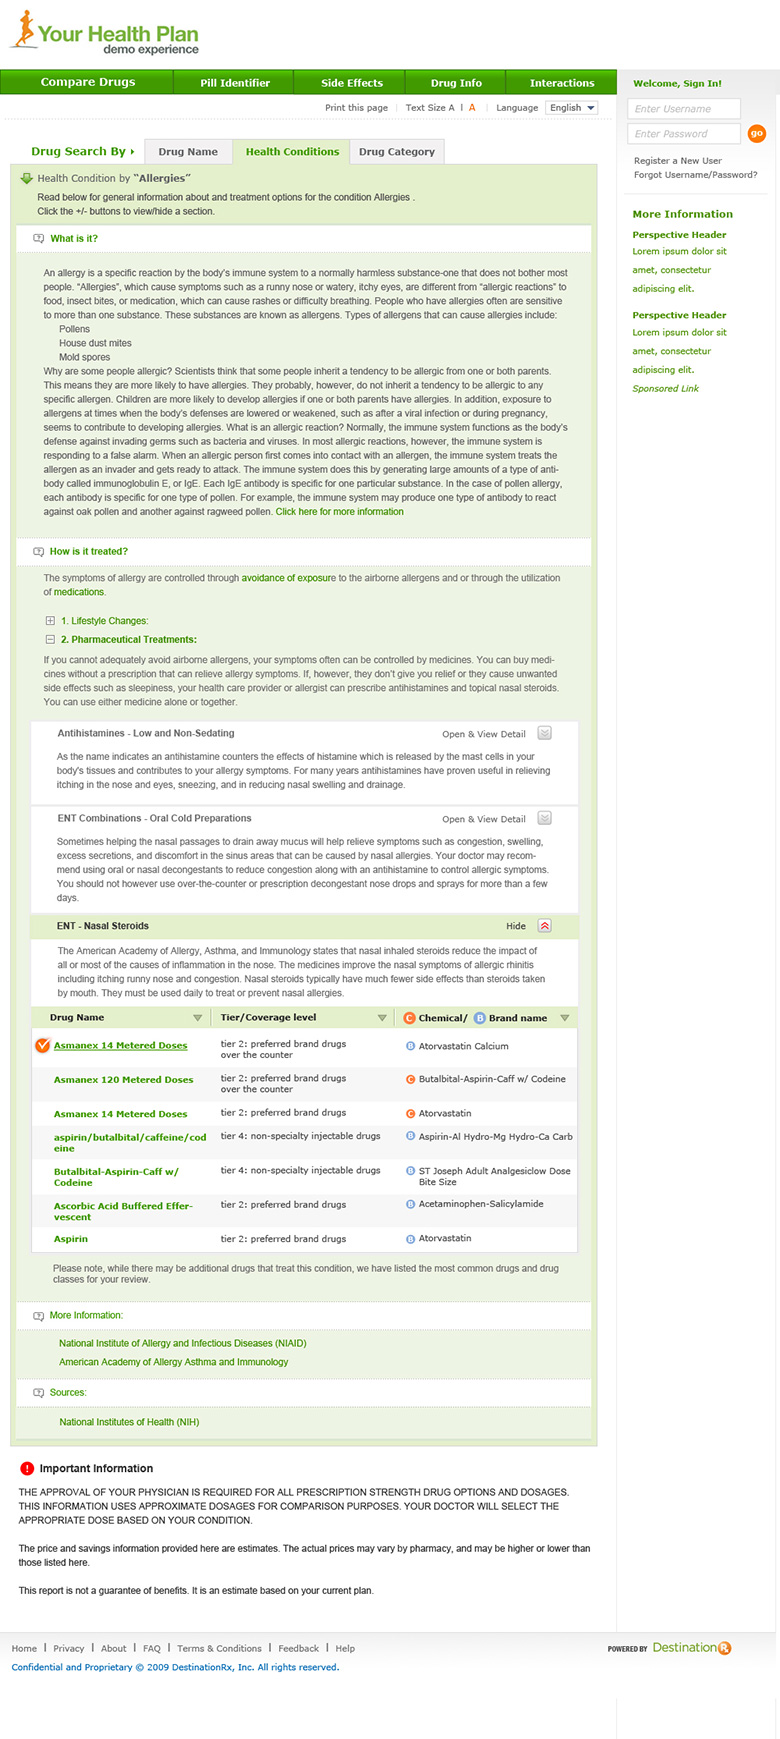 Your Health Plan
demo experience
Compare Drugs
Pill Identifier
Side Effects
Drug Info
Interactions
Welcome, Sign In!
Print this page
Text Size A | A
Language
English
Enter Username
Enter Password
go
Register a New User
Forgot Username/Password?
Drug Search By
Drug Name
Health Conditions
Drug Category
Health Condition by “Allergies”
Read below for general information about and treatment options for the condition Allergies .
Click the +/- buttons to view/hide a section.
More Information
Perspective Header
Lorem ipsum dolor sit
amet, consectetur
adipiscing elit.
Perspective Header
Lorem ipsum dolor sit
amet, consectetur
adipiscing elit.
Sponsored Link
What is it?
An allergy is a specific reaction by the body's immune system to a normally harmless substance-one that does not bother most
people. “Allergies”, which cause symptoms such as a runny nose or watery, itchy eyes, are different from “allergic reactions” to
food, insect bites, or medication, which can cause rashes or difficulty breathing. People who have allergies often are sensitive
to more than one substance. These substances are known as allergens. Types of allergens that can cause allergies include:
Pollens
House dust mites
Mold spores
Why are some people allergic? Scientists think that some people inherit a tendency to be allergic from one or both parents.
This means they are more likely to have allergies. They probably, however, do not inherit a tendency to be allergic to any
specific allergen. Children are more likely to develop allergies if one or both parents have allergies. In addition, exposure to
allergens at times when the body's defenses are lowered or weakened, such as after a viral infection or during pregnancy,
seems to contribute to developing allergies. What is an allergic reaction? Normally, the immune system functions as the body's
defense against invading germs such as bacteria and viruses. In most allergic reactions, however, the immune system is
responding to a false alarm. When an allergic person first comes into contact with an allergen, the immune system treats the
allergen as an invader and gets ready to attack. The immune system does this by generating large amounts of a type of anti-
body called immunoglobulin E, or IgE. Each IgE antibody is specific for one particular substance. In the case of pollen allergy,
each antibody is specific for one type of pollen. For example, the immune system may produce one type of antibody to react
against oak pollen and another against ragweed pollen. Click here for more information
How is it treated?
The symptoms of allergy are controlled through avoidance of exposure to the airborne allergens and or through the utilization
of medications.
1. Lifestyle Changes:
2. Pharmaceutical Treatments:
If you cannot adequately avoid airborne allergens, your symptoms often can be controlled by medicines. You can buy medi-
cines without a prescription that can relieve allergy symptoms. If, however, they don't give you relief or they cause unwanted
side effects such as sleepiness, your health care provider or allergist can prescribe antihistamines and topical nasal steroids.
You can use either medicine alone or together.
Antihistamines - Low and Non-Sedating
Open & View Detail
As the name indicates an antihistamine counters the effects of histamine which is released by the mast cells in your
body's tissues and contributes to your allergy symptoms. For many years antihistamines have proven useful in relieving
itching in the nose and eyes, sneezing, and in reducing nasal swelling and drainage.
ENT Combinations - Oral Cold Preparations
Open & View Detail
Sometimes helping the nasal passages to drain away mucus will help relieve symptoms such as congestion, swelling,
excess secretions, and discomfort in the sinus areas that can be caused by nasal allergies. Your doctor may recom-
mend using oral or nasal decongestants to reduce congestion along with an antihistamine to control allergic symptoms.
You should not however use over-the-counter or prescription decongestant nose drops and sprays for more than a few
days.
ENT - Nasal Steroids
Hide
The American Academy of Allergy, Asthma, and Immunology states that nasal inhaled steroids reduce the impact of
all or most of the causes of inflammation in the nose. The medicines improve the nasal symptoms of allergic rhinitis
including itching runny nose and congestion. Nasal steroids typically have much fewer side effects than steroids taken
by mouth. They must be used daily to treat or prevent nasal allergies.
Drug Name
Tier/Coverage level
C Chemical/ B Brand name
Asmanex 14 Metered Doses
tier 2: preferred brand drugs
over the counter
B Atorvastatin Calcium
Asmanex 120 Metered Doses
tier 2: preferred brand drugs
over the counter
C Butalbital-Aspirin-Caff w/ Codeine
Asmanex 14 Metered Doses
tier 2: preferred brand drugs
C Atorvastatin
aspirin/butalbital/caffeine/cod
eine
tier 4: non-specialty injectable drugs
B Aspirin-Al Hydro-Mg Hydro-Ca Carb
Butalbital-Aspirin-Caff w/
Codeine
tier 4: non-specialty injectable drugs
B ST Joseph Adult Analgesiclow Dose
Bite Size
Ascorbic Acid Buffered Effer-
vescent
tier 2: preferred brand drugs
B Acetaminophen-Salicylamide
Aspirin
tier 2: preferred brand drugs
B Atorvastatin
Please note, while there may be additional drugs that treat this condition, we have listed the most common drugs and drug
classes for your review.
More Information:
National Institute of Allergy and Infectious Diseases (NIAID)
American Academy of Allergy Asthma and Immunology
Sources:
National Institutes of Health (NIH)
Important Information
THE APPROVAL OF YOUR PHYSICIAN IS REQUIRED FOR ALL PRESCRIPTION STRENGTH DRUG OPTIONS AND DOSAGES.
THIS INFORMATION USES APPROXIMATE DOSAGES FOR COMPARISON PURPOSES. YOUR DOCTOR WILL SELECT THE
APPROPRIATE DOSE BASED ON YOUR CONDITION.
The price and savings information provided here are estimates. The actual prices may vary by pharmacy, and may be higher or lower than
those listed here.
This report is not a guarantee of benefits. It is an estimate based on your current plan.
Home | Privacy | About | FAQ | Terms & Conditions | Feedback | Help
POWERED BY DestinationRx
Confidential and Proprietary © 2009 DestinationRx, Inc. All rights reserved.